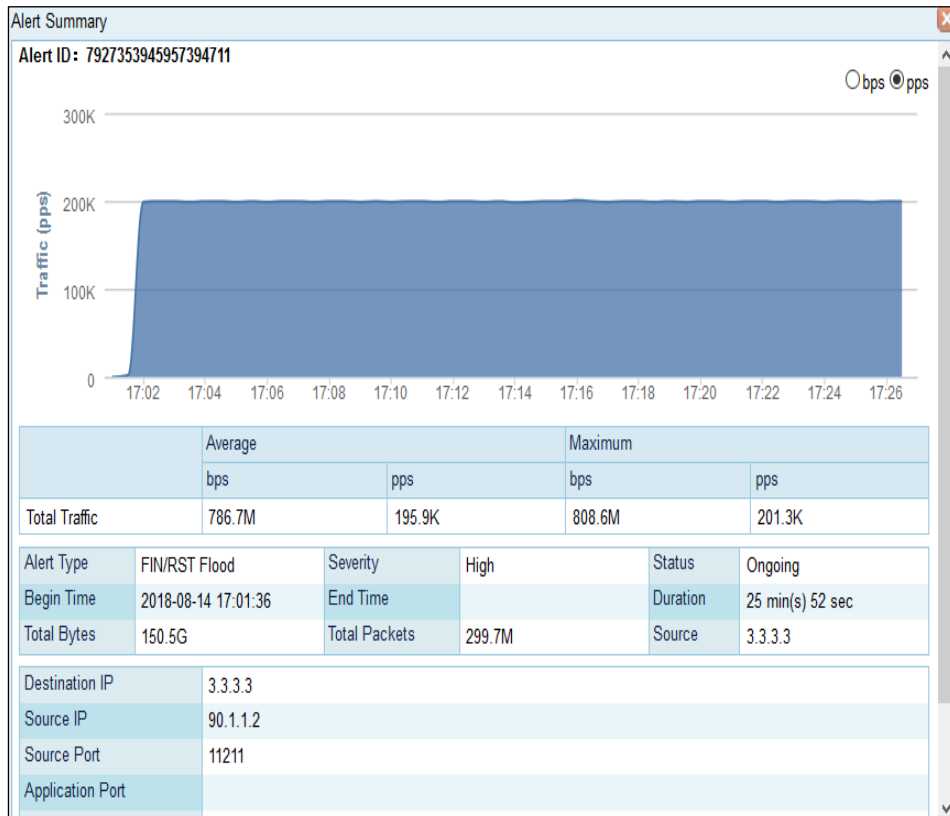 Alert Summary
Alert ID: 7927353945957394711
bps pps
300K
200K
100K
0
Traffic (pps)
17:02 17:04 17:06 17:08 17:10 17:12 17:14 17:16 17:18 17:20 17:22 17:24 17:26
Average Maximum
bps pps bps pps
Total Traffic 786.7M 195.9K 808.6M 201.3K
Alert Type FIN/RST Flood Severity High Status Ongoing
Begin Time 2018-08-14 17:01:36 End Time Duration 25 min(s) 52 sec
Total Bytes 150.5G Total Packets 299.7M Source 3.3.3.3
Destination IP 3.3.3.3
Source IP 90.1.1.2
Source Port 11211
Application Port